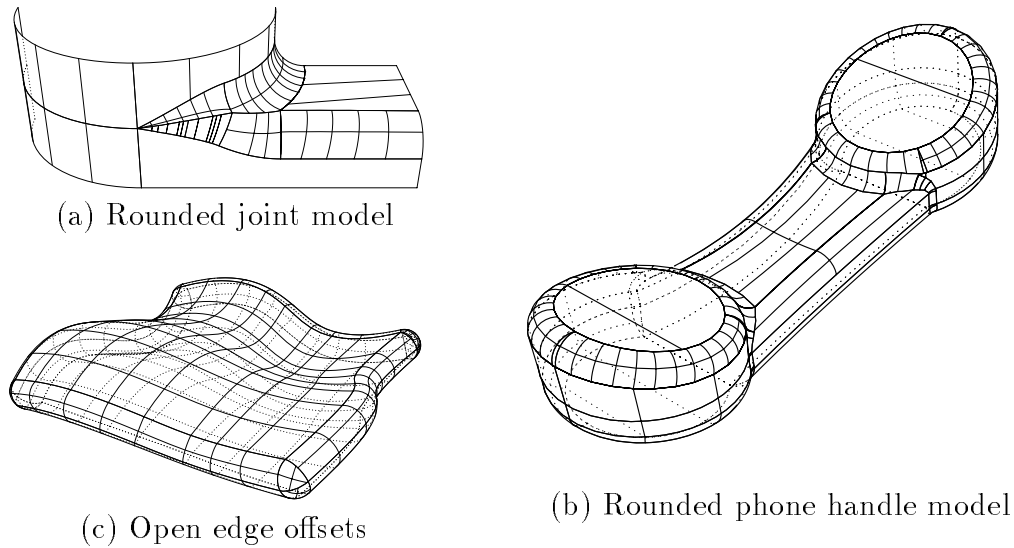 (a) Rounded joint model
(b) Rounded phone handle model
(c) Open edge offsets